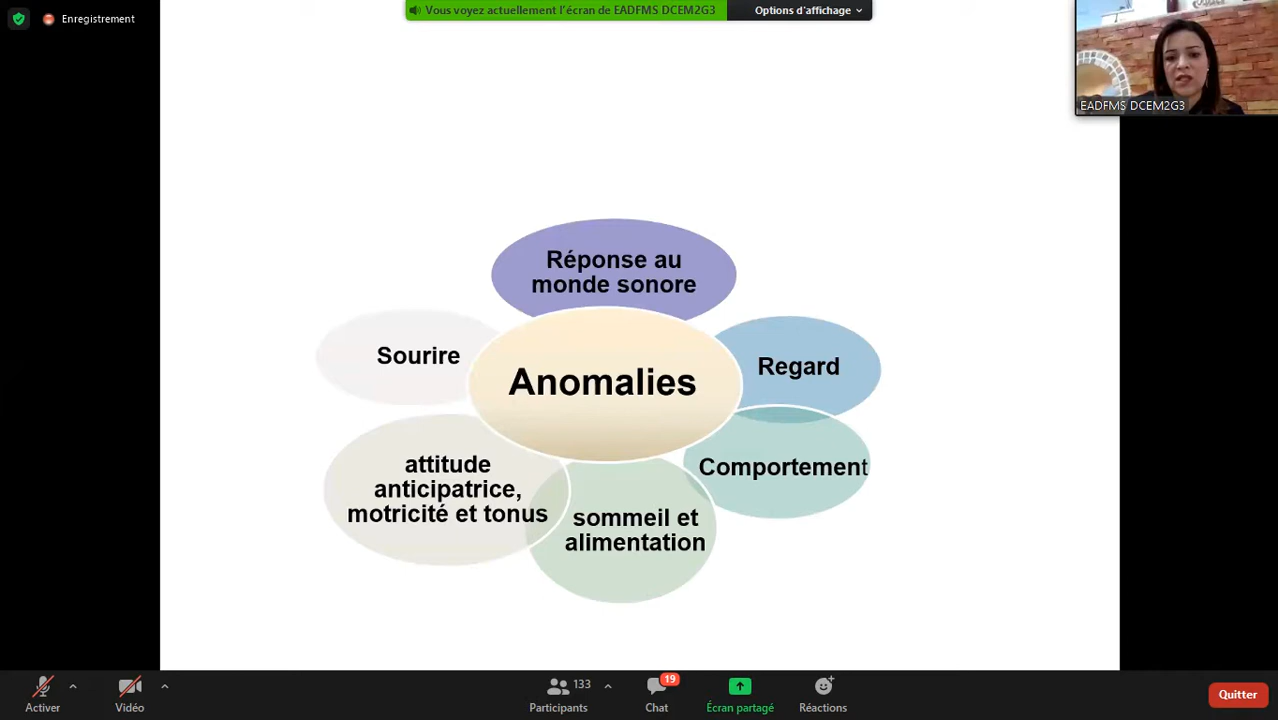 Enregistrement
Vous voyez actuellement l'écran de EADFMS DCEM2G3
Options d'affichage
EADFMS DCEM2G3
Réponse au
monde sonore
Sourire
Anomalies
Regard
attitude
anticipatrice,
motricité et tonus
Comportement
sommeil et
alimentation
Activer
Vidéo
133
Participants
19
Chat
Écran partagé
Réactions
Quitter